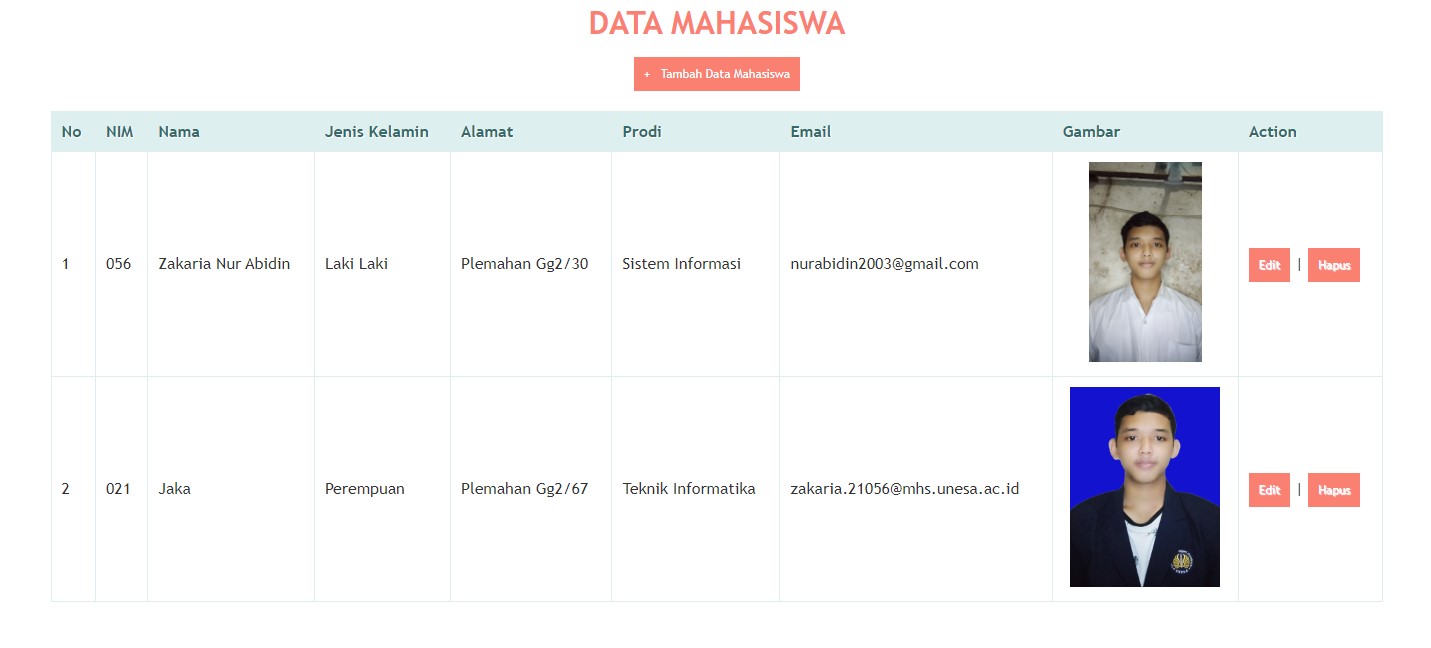 DATA MAHASISWA
+ Tambah Data Mahasiswa
No NIM Nama Jenis Kelamin Alamat Prodi Email Gambar Action
1 056 Zakaria Nur Abidin Laki Laki Plemahan Gg2/30 Sistem Informasi nurabidin2003@gmail.com Edit | Hapus
2 021 Jaka Perempuan Plemahan Gg2/67 Teknik Informatika zakaria.21056@mhs.unesa.ac.id Edit | Hapus